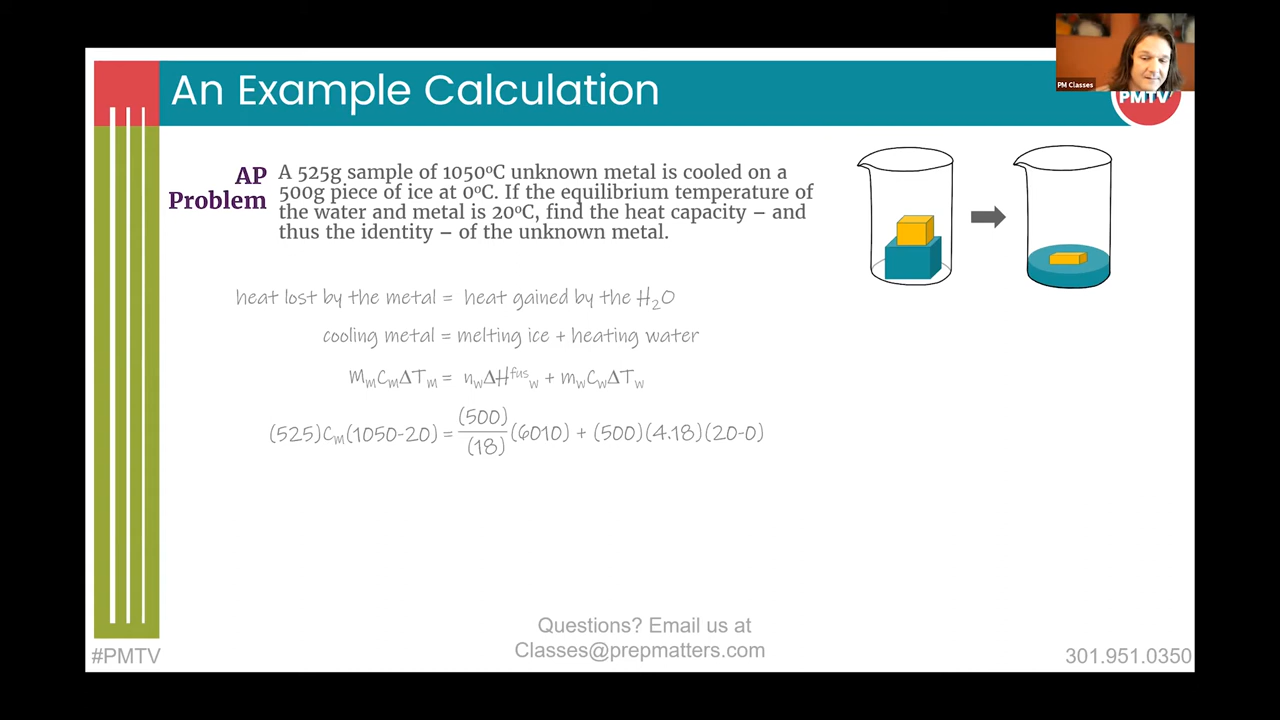 An Example Calculation
PM Classes
PMTV
AP
Problem
A 525g sample of 1050ºC unknown metal is cooled on a
500g piece of ice at 0ºC. If the equilibrium temperature of
the water and metal is 20ºC, find the heat capacity – and
thus the identity – of the unknown metal.
heat lost by the metal = heat gained by the H₂O
cooling metal = melting ice + heating water
MₘCₘΔTₘ = n_wΔH^fus_w + m_wC_wΔT_w
(525)Cₘ(1050-20) = (500)/(18) (6010) + (500)(4.18)(20-0)
Questions? Email us at
Classes@prepmatters.com
#PMTV
301.951.0350